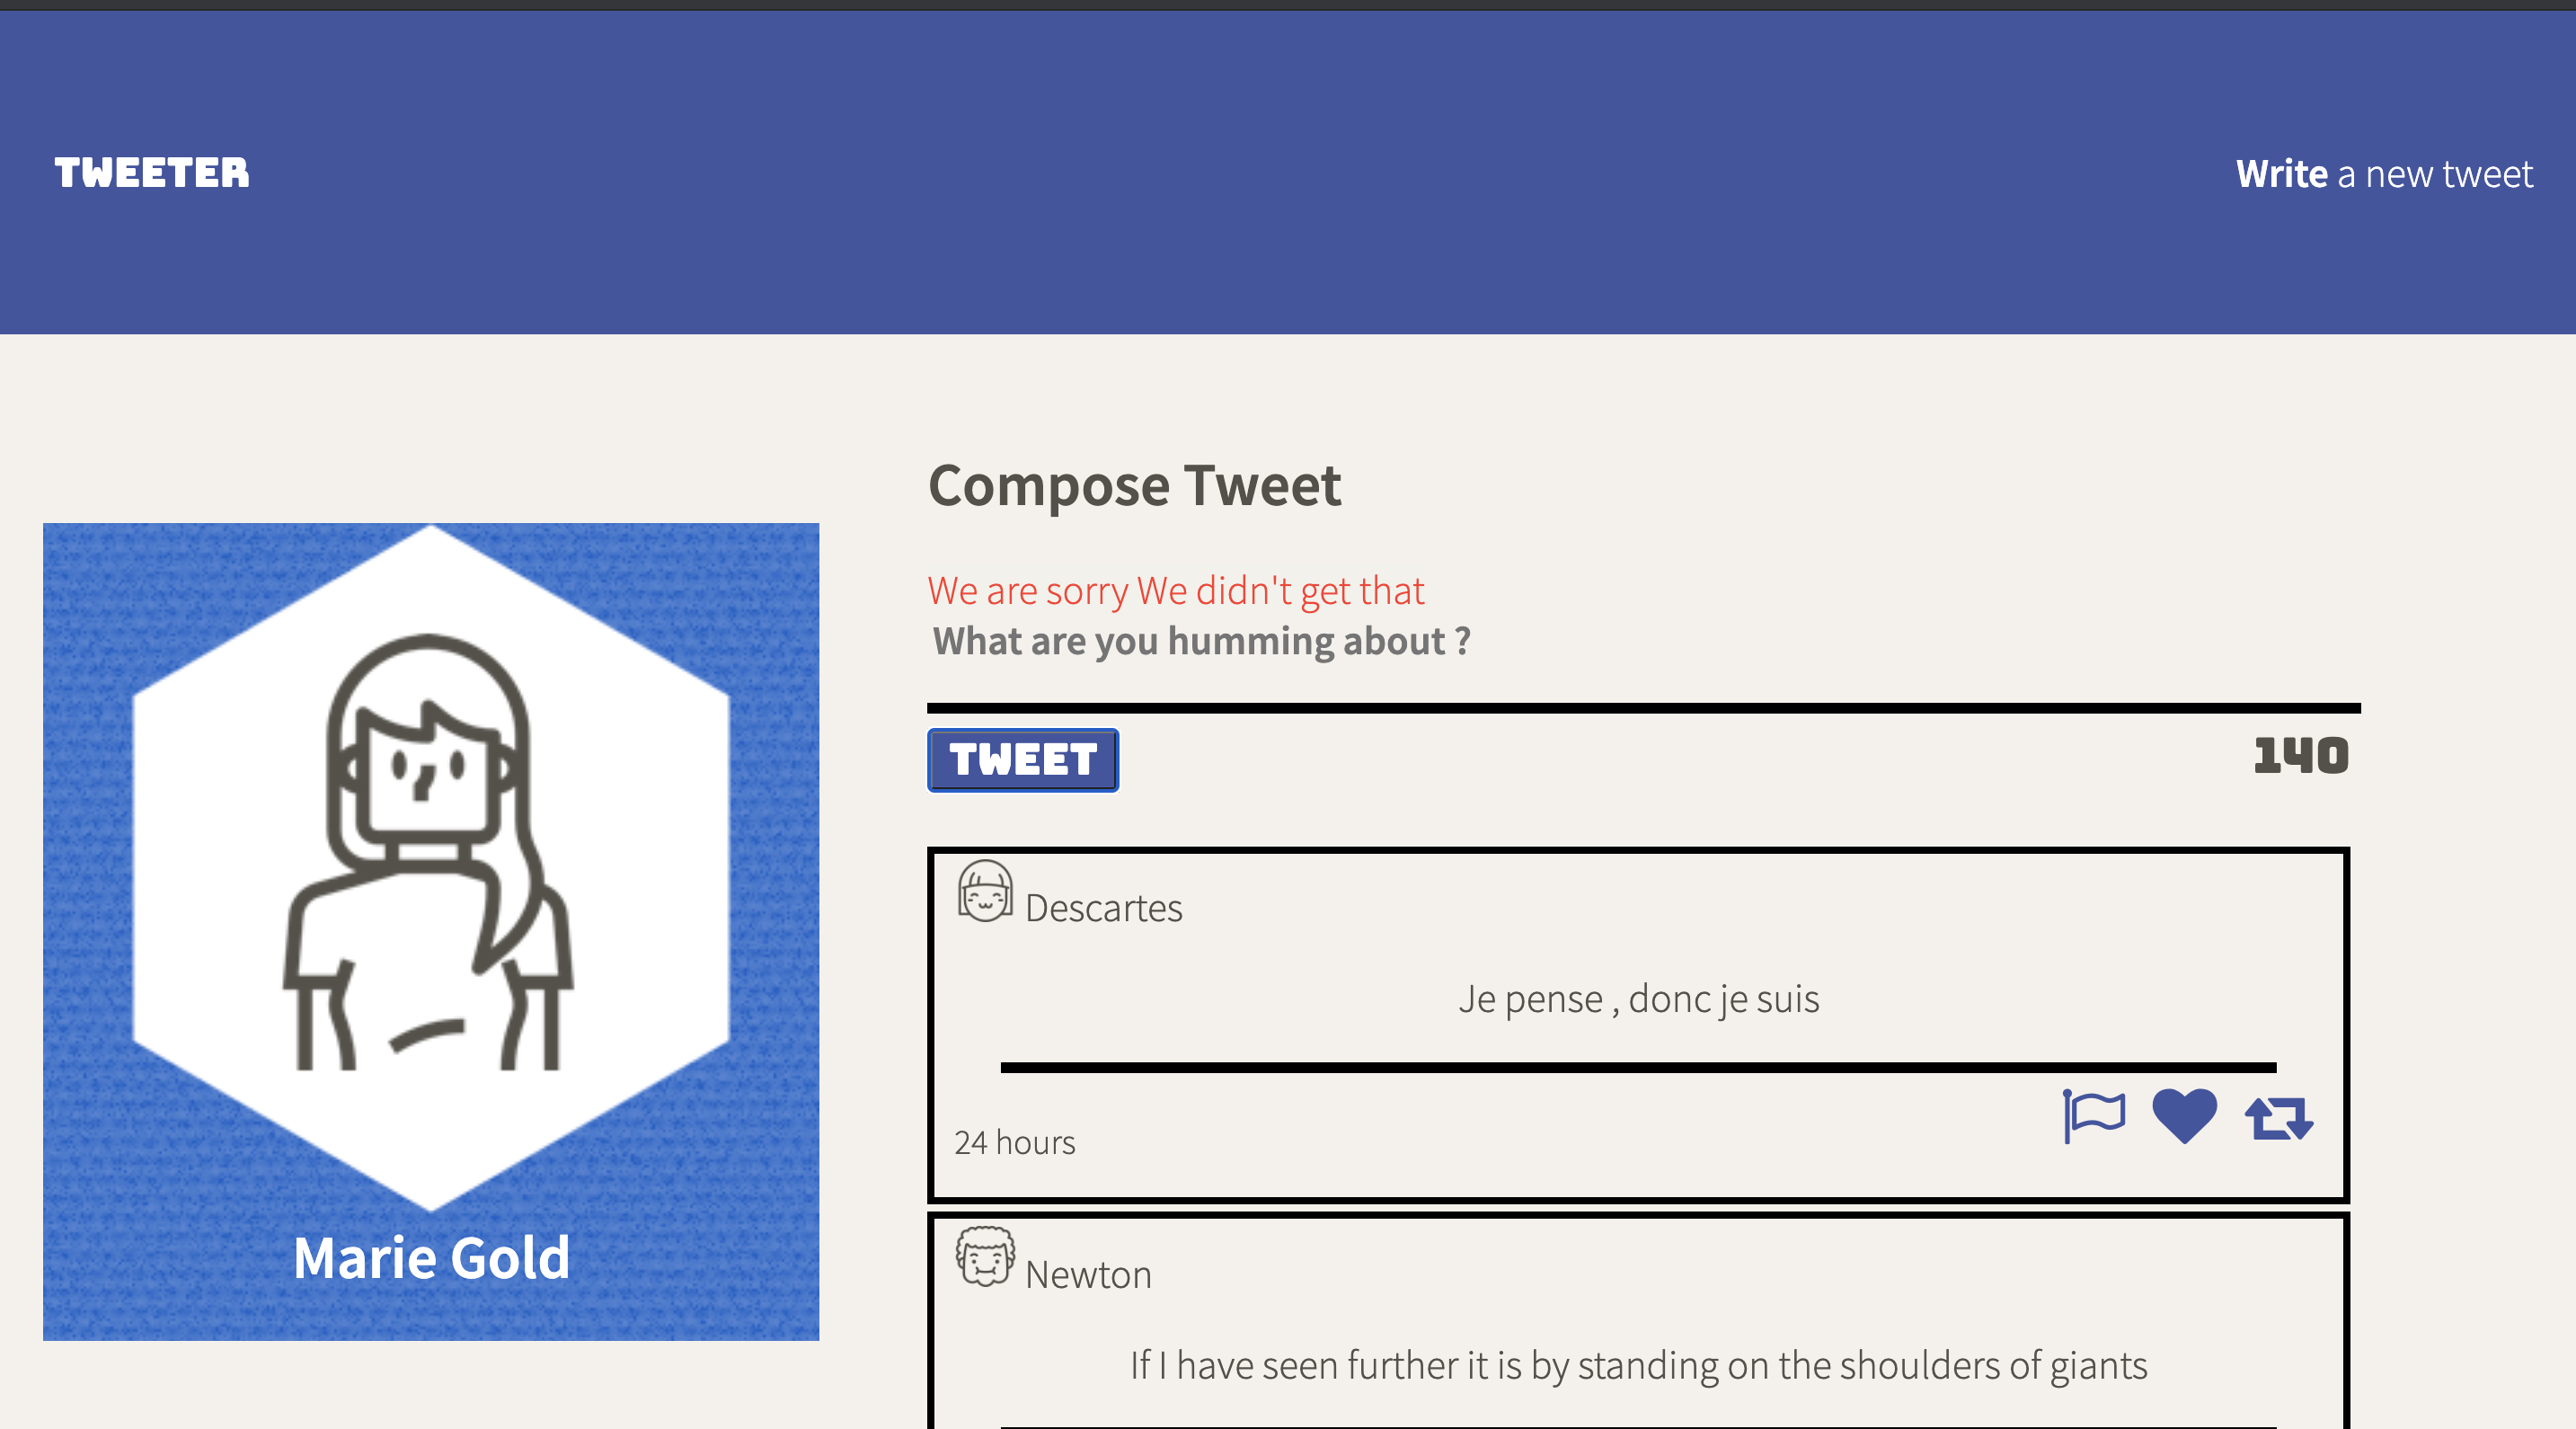 TWEETER
Write a new tweet
Compose Tweet
We are sorry We didn't get that
What are you humming about ?
TWEET
140
Marie Gold
Descartes
Je pense , donc je suis
24 hours
Newton
If I have seen further it is by standing on the shoulders of giants